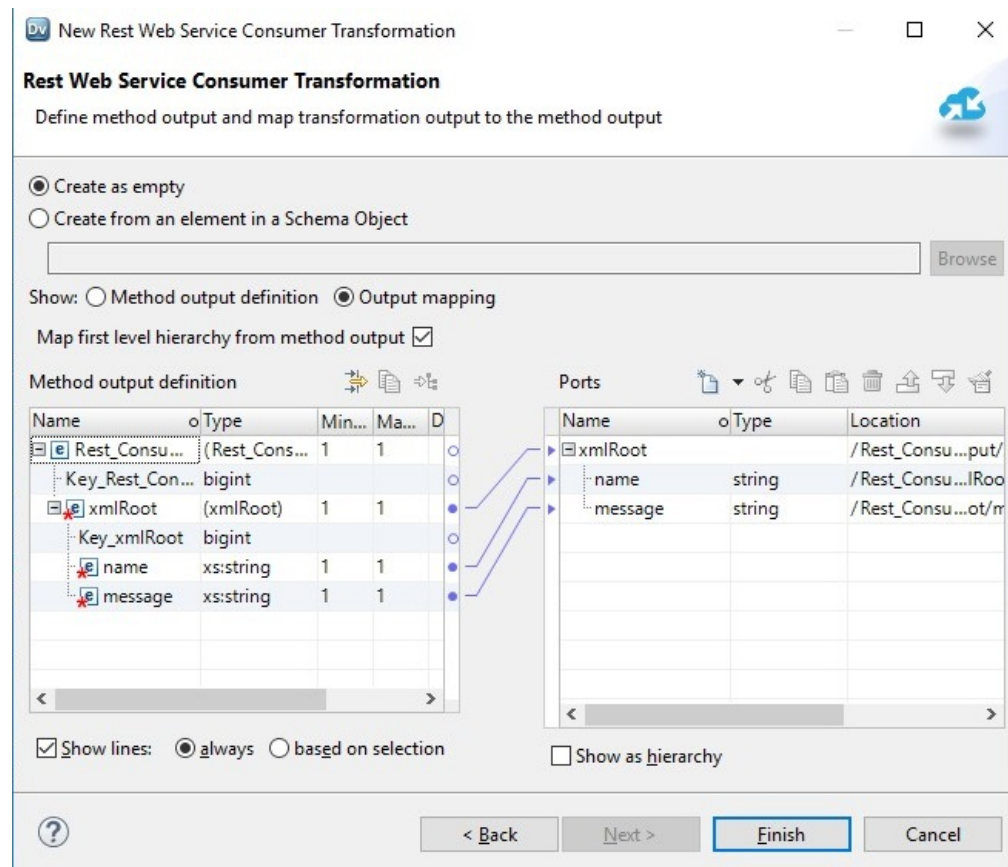 Dv New Rest Web Service Consumer Transformation
Rest Web Service Consumer Transformation
Define method output and map transformation output to the method output
Create as empty
Create from an element in a Schema Object
Browse
Show: Method output definition Output mapping
Map first level hierarchy from method output
Method output definition
Name Type Min... Ma... D
Rest_Consu... (Rest_Cons... 1 1
Key_Rest_Con... bigint
xmlRoot (xmlRoot) 1 1
Key_xmlRoot bigint
name xs:string 1 1
message xs:string 1 1
Show lines: always based on selection
Ports
Name Type Location
xmlRoot /Rest_Consu...put/
name string /Rest_Consu...lRoo
message string /Rest_Consu...ot/m
Show as hierarchy
? < Back Next > Finish Cancel